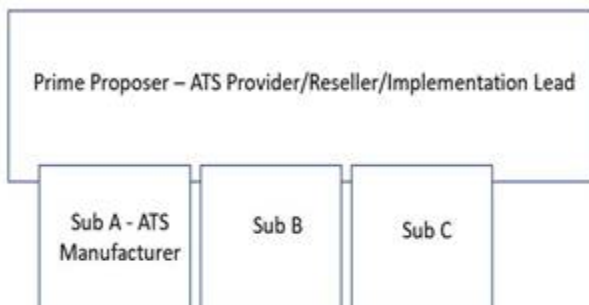 Prime Proposer – ATS Provider/Reseller/Implementation Lead
Sub A - ATS
Manufacturer
Sub B
Sub C